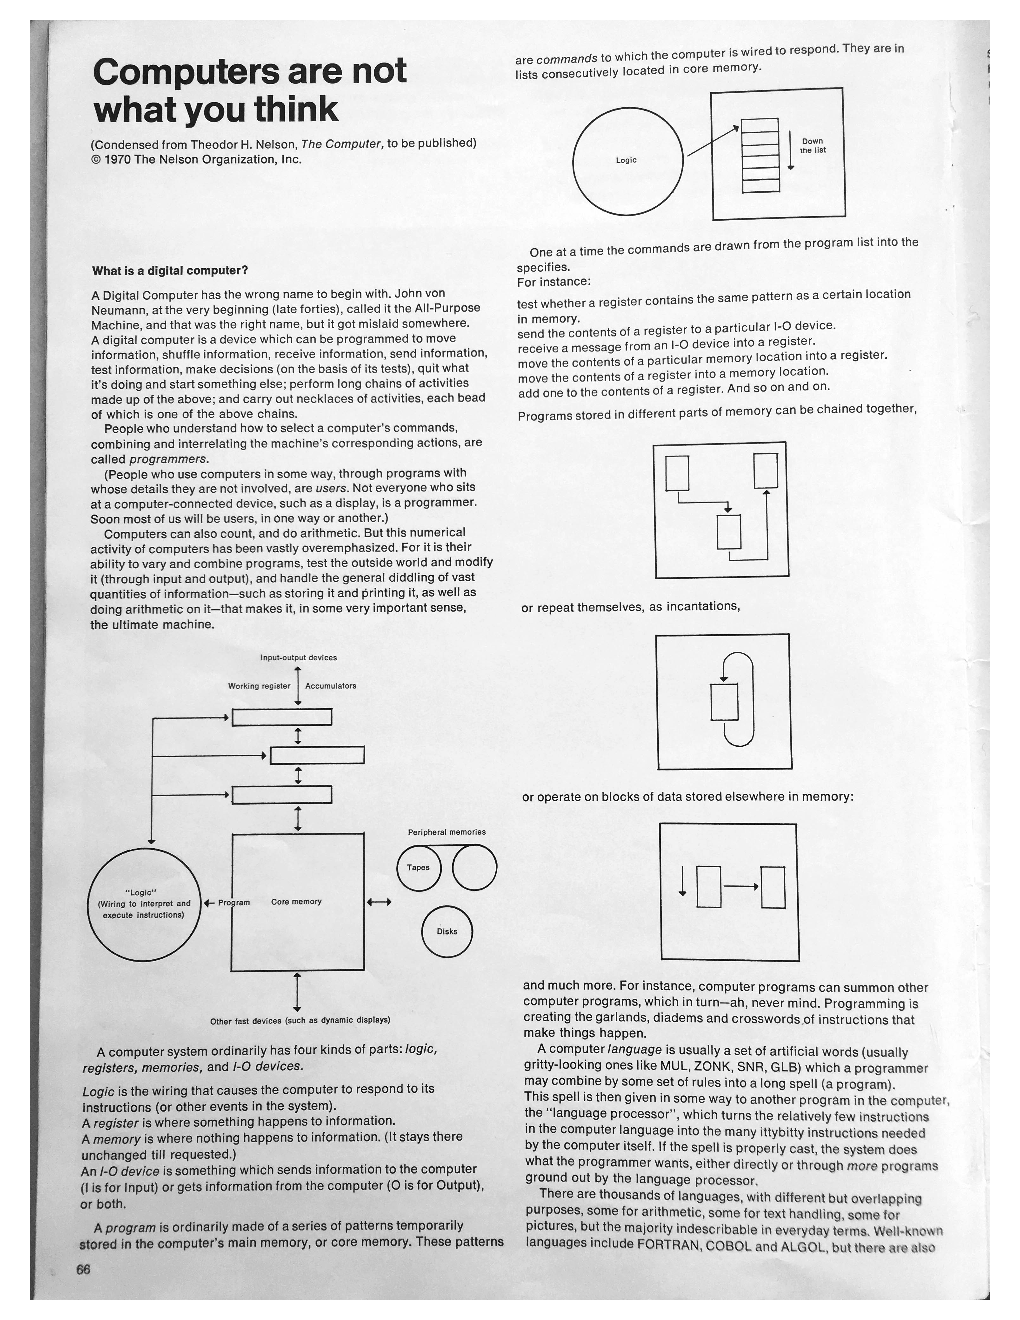 Computers are not
what you think
(Condensed from Theodor H. Nelson, The Computer, to be published)
© 1970 The Nelson Organization, Inc.
What is a digital computer?
A Digital Computer has the wrong name to begin with. John von
Neumann, at the very beginning (late forties), called it the All-Purpose
Machine, and that was the right name, but it got mislaid somewhere.
A digital computer is a device which can be programmed to move
information, shuffle information, receive information, send information,
test information, make decisions (on the basis of its tests), quit what
it's doing and start something else; perform long chains of activities
made up of the above; and carry out necklaces of activities, each bead
of which is one of the above chains.
People who understand how to select a computer's commands,
combining and interrelating the machine's corresponding actions, are
called programmers.
(People who use computers in some way, through programs with
whose details they are not involved, are users. Not everyone who sits
at a computer-connected device, such as a display, is a programmer.
Soon most of us will be users, in one way or another.)
Computers can also count, and do arithmetic. But this numerical
activity of computers has been vastly overemphasized. For it is their
ability to vary and combine programs, test the outside world and modify
it (through input and output), and handle the general diddling of vast
quantities of information—such as storing it and printing it, as well as
doing arithmetic on it—that makes it, in some very important sense,
the ultimate machine.
Input-output devices
Working register
Accumulators
Peripheral memories
Tapes
"Logic"
(Wiring to interpret and
execute instructions)
Program
Core memory
Disks
Other fast devices (such as dynamic displays)
A computer system ordinarily has four kinds of parts: logic,
registers, memories, and I-O devices.
Logic is the wiring that causes the computer to respond to its
instructions (or other events in the system).
A register is where something happens to information.
A memory is where nothing happens to information. (It stays there
unchanged till requested.)
An I-O device is something which sends information to the computer
(I is for Input) or gets information from the computer (O is for Output),
or both.
A program is ordinarily made of a series of patterns temporarily
stored in the computer's main memory, or core memory. These patterns
66
are commands to which the computer is wired to respond. They are in
lists consecutively located in core memory.
Logic
Down
the list
One at a time the commands are drawn from the program list into the
specifies.
For instance:
test whether a register contains the same pattern as a certain location
in memory.
send the contents of a register to a particular I-O device.
receive a message from an I-O device into a register.
move the contents of a particular memory location into a register.
move the contents of a register into a memory location.
add one to the contents of a register. And so on and on.
Programs stored in different parts of memory can be chained together,
or repeat themselves, as incantations,
or operate on blocks of data stored elsewhere in memory:
and much more. For instance, computer programs can summon other
computer programs, which in turn—ah, never mind. Programming is
creating the garlands, diadems and crosswords of instructions that
make things happen.
A computer language is usually a set of artificial words (usually
gritty-looking ones like MUL, ZONK, SNR, GLB) which a programmer
may combine by some set of rules into a long spell (a program).
This spell is then given in some way to another program in the computer,
the "language processor", which turns the relatively few instructions
in the computer language into the many ittybitty instructions needed
by the computer itself. If the spell is properly cast, the system does
what the programmer wants, either directly or through more programs
ground out by the language processor.
There are thousands of languages, with different but overlapping
purposes, some for arithmetic, some for text handling, some for
pictures, but the majority indescribable in everyday terms. Well-known
languages include FORTRAN, COBOL and ALGOL, but there are also